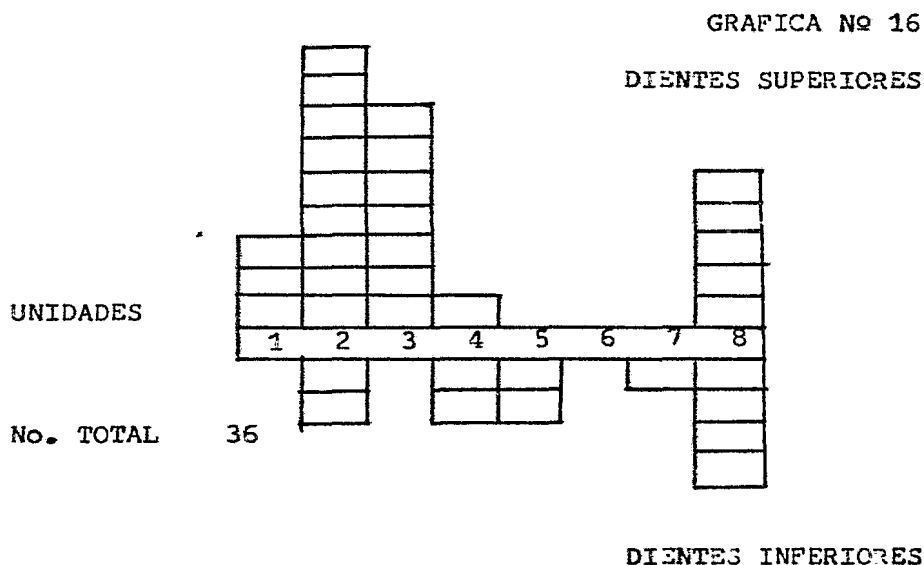 GRAFICA Nº 16
DIENTES SUPERIORES
UNIDADES
1 2 3 4 5 6 7 8
No. TOTAL 36
DIENTES INFERIORES